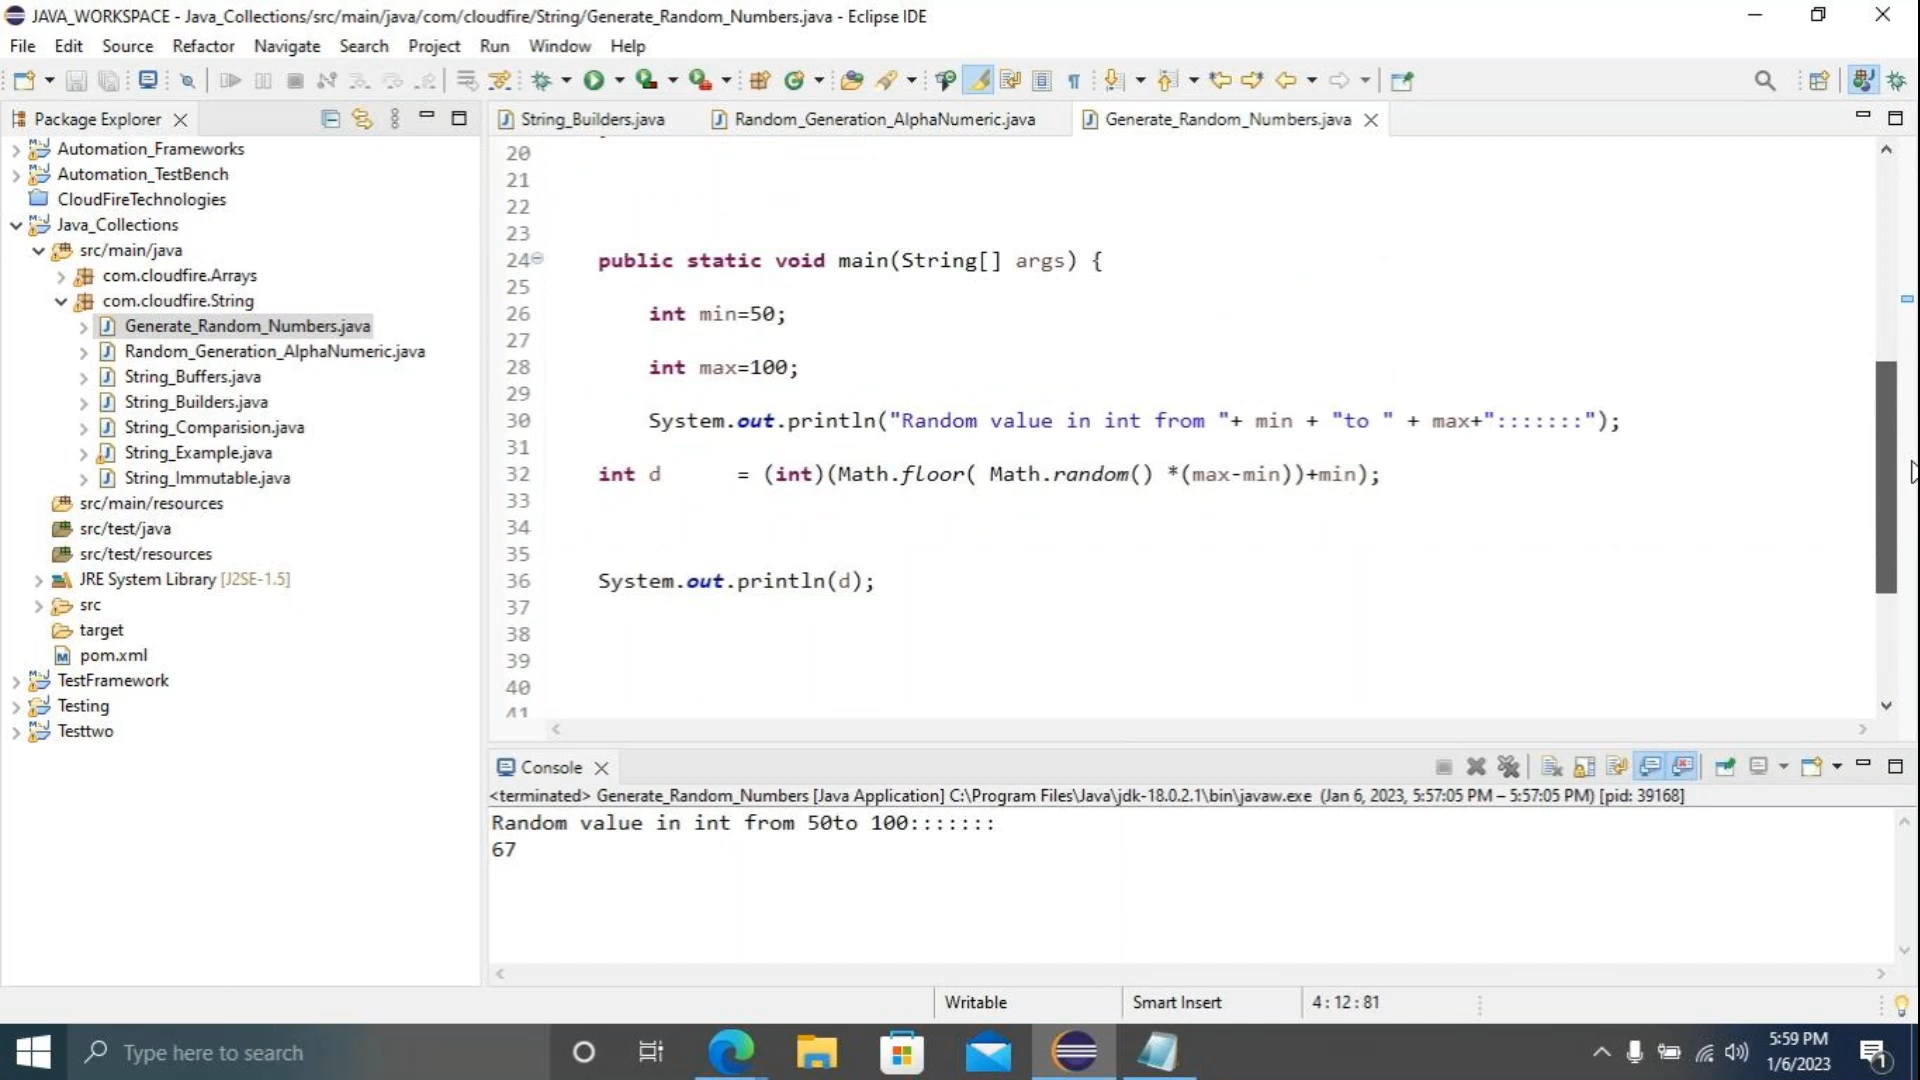 JAVA_WORKSPACE - Java_Collections/src/main/java/com/cloudfire/String/Generate_Random_Numbers.java - Eclipse IDE
File Edit Source Refactor Navigate Search Project Run Window Help
Package Explorer
Automation_Frameworks
Automation_TestBench
CloudFireTechnologies
Java_Collections
src/main/java
com.cloudfire.Arrays
com.cloudfire.String
Generate_Random_Numbers.java
Random_Generation_AlphaNumeric.java
String_Buffers.java
String_Builders.java
String_Comparision.java
String_Example.java
String_Immutable.java
src/main/resources
src/test/java
src/test/resources
JRE System Library [J2SE-1.5]
src
target
pom.xml
TestFramework
Testing
Testtwo
String_Builders.java Random_Generation_AlphaNumeric.java Generate_Random_Numbers.java
20
21
22
23
24 public static void main(String[] args) {
25
26 int min=50;
27
28 int max=100;
29
30 System.out.println("Random value in int from "+ min + "to " + max+":::::::");
31
32 int d = (int)(Math.floor( Math.random() *(max-min))+min);
33
34
35
36 System.out.println(d);
37
38
39
40
41
Console
<terminated> Generate_Random_Numbers [Java Application] C:\Program Files\Java\jdk-18.0.2.1\bin\javaw.exe (Jan 6, 2023, 5:57:05 PM – 5:57:05 PM) [pid: 39168]
Random value in int from 50to 100:::::::
67
Writable Smart Insert 4 : 12 : 81
Type here to search
5:59 PM
1/6/2023
1